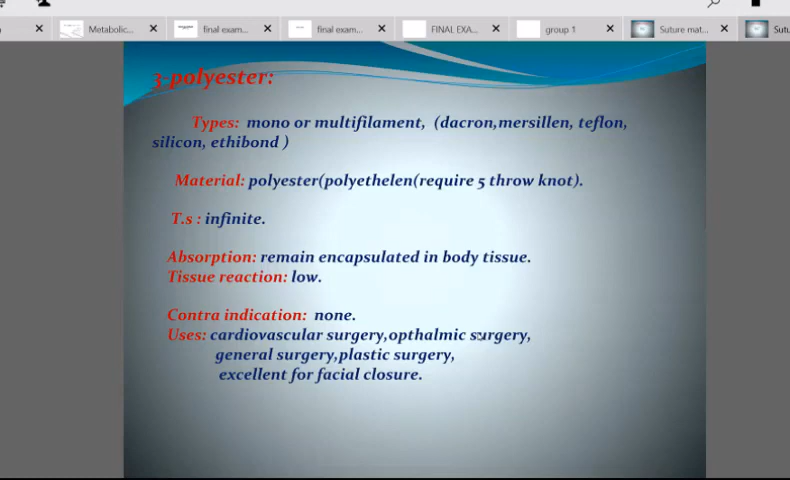 Metabolic...
final exam...
final exam...
FINAL EXA...
group 1
Suture mat...
Sutu
3-polyester:
Types: mono or multifilament, (dacron,mersillen, teflon,
silicon, ethibond )
Material: polyester(polyethelen(require 5 throw knot).
T.s : infinite.
Absorption: remain encapsulated in body tissue.
Tissue reaction: low.
Contra indication: none.
Uses: cardiovascular surgery,opthalmic surgery,
general surgery,plastic surgery,
excellent for facial closure.